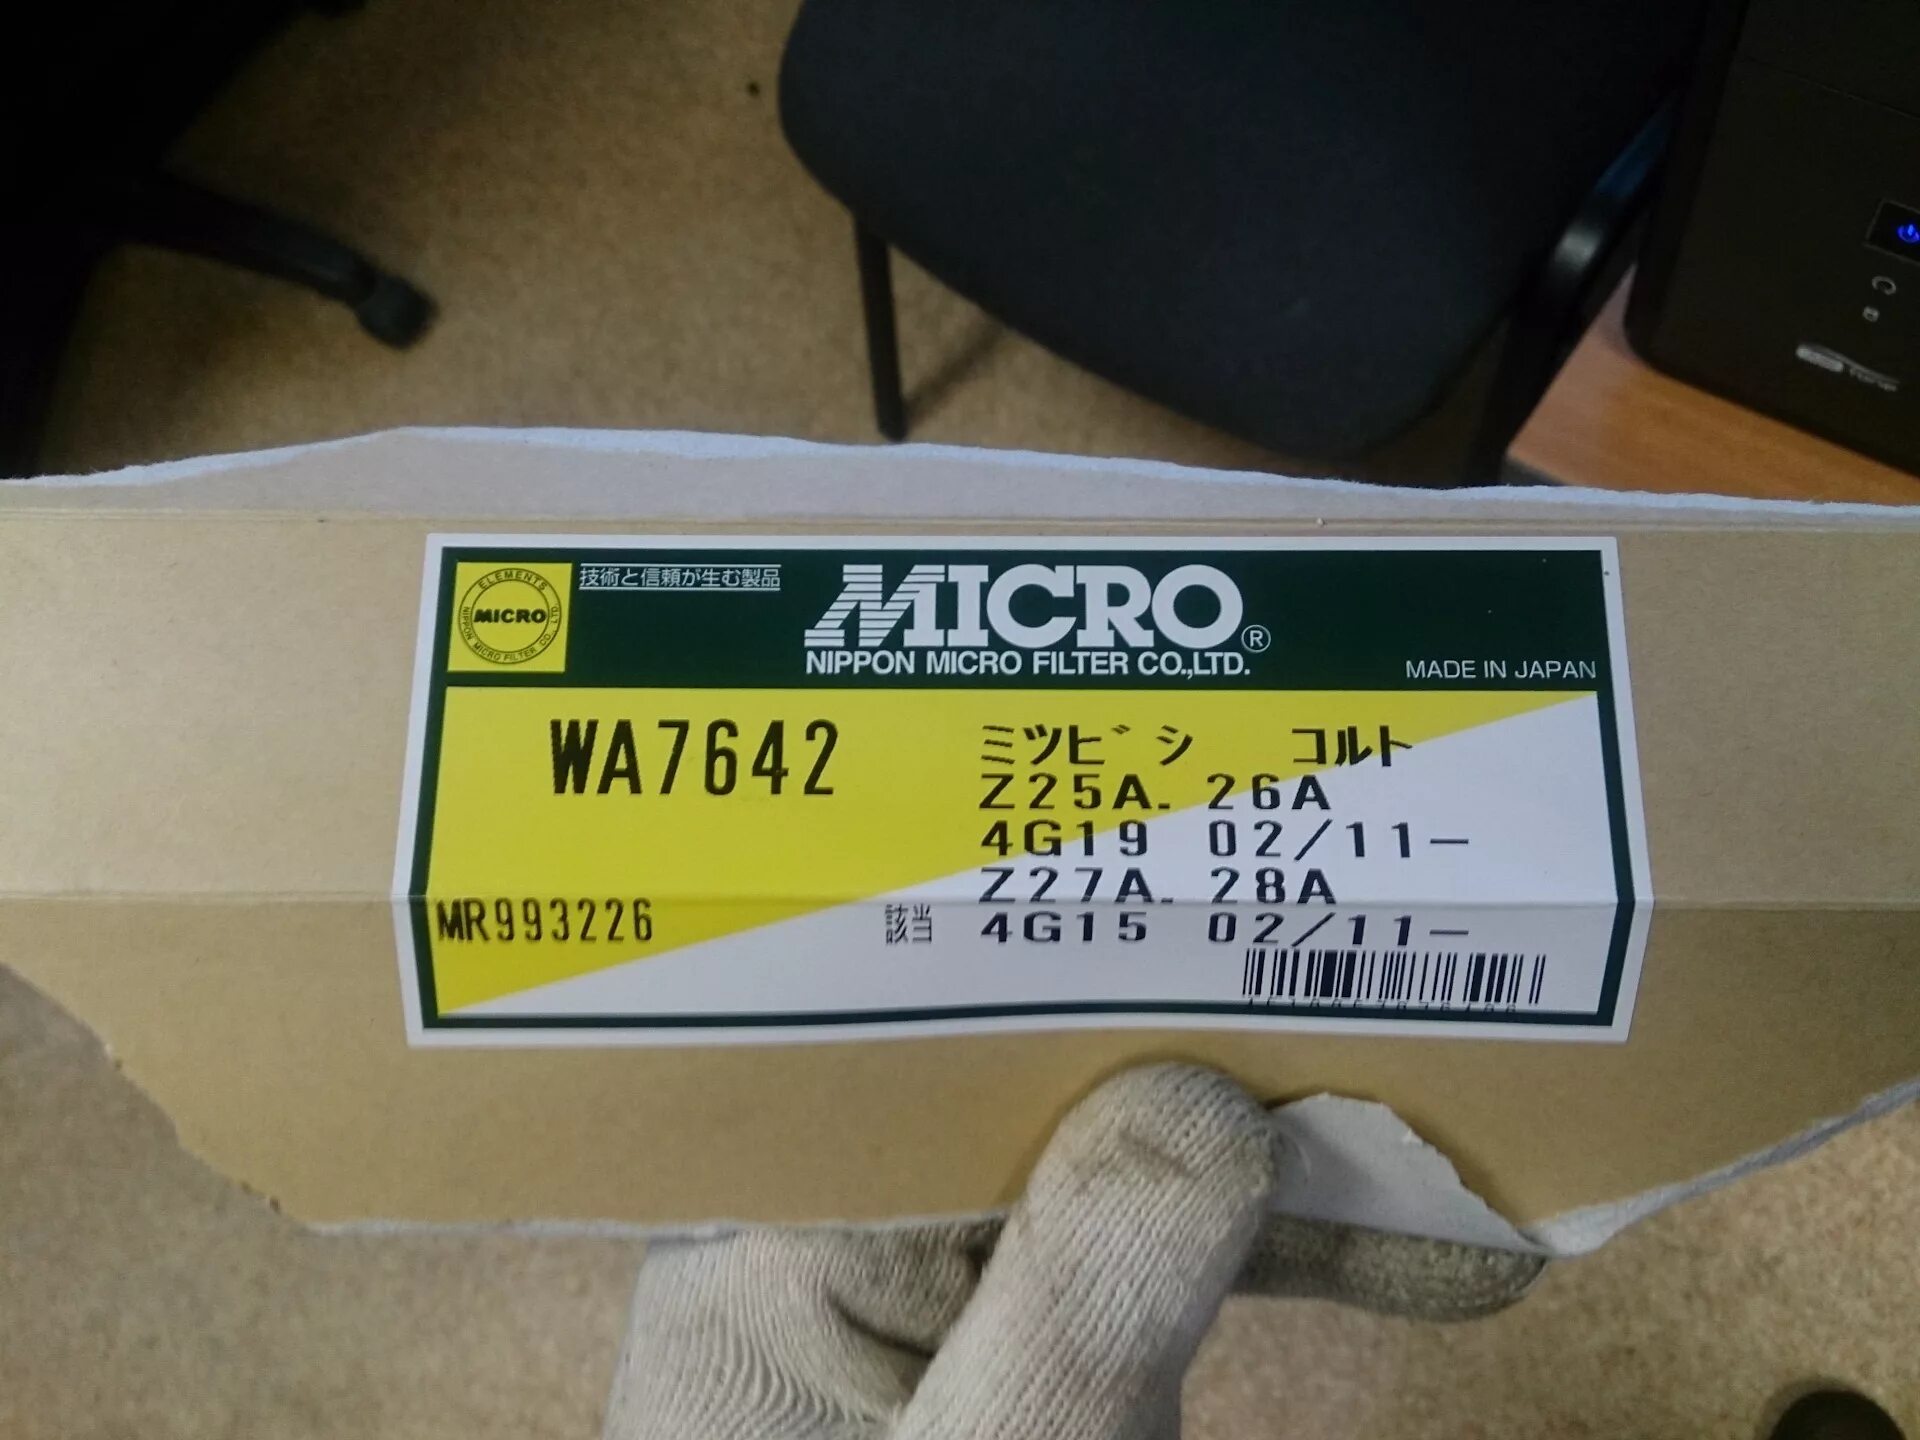 ELEMENTS
MICRO
NIPPON MICRO FILTER CO., LTD.
技術と信頼が生む製品
MICRO®
NIPPON MICRO FILTER CO.,LTD.
MADE IN JAPAN
WA7642
ミツビシ コルト
Z25A. 26A
4G19 02/11-
Z27A. 28A
MR993226
該当 4G15 02/11-